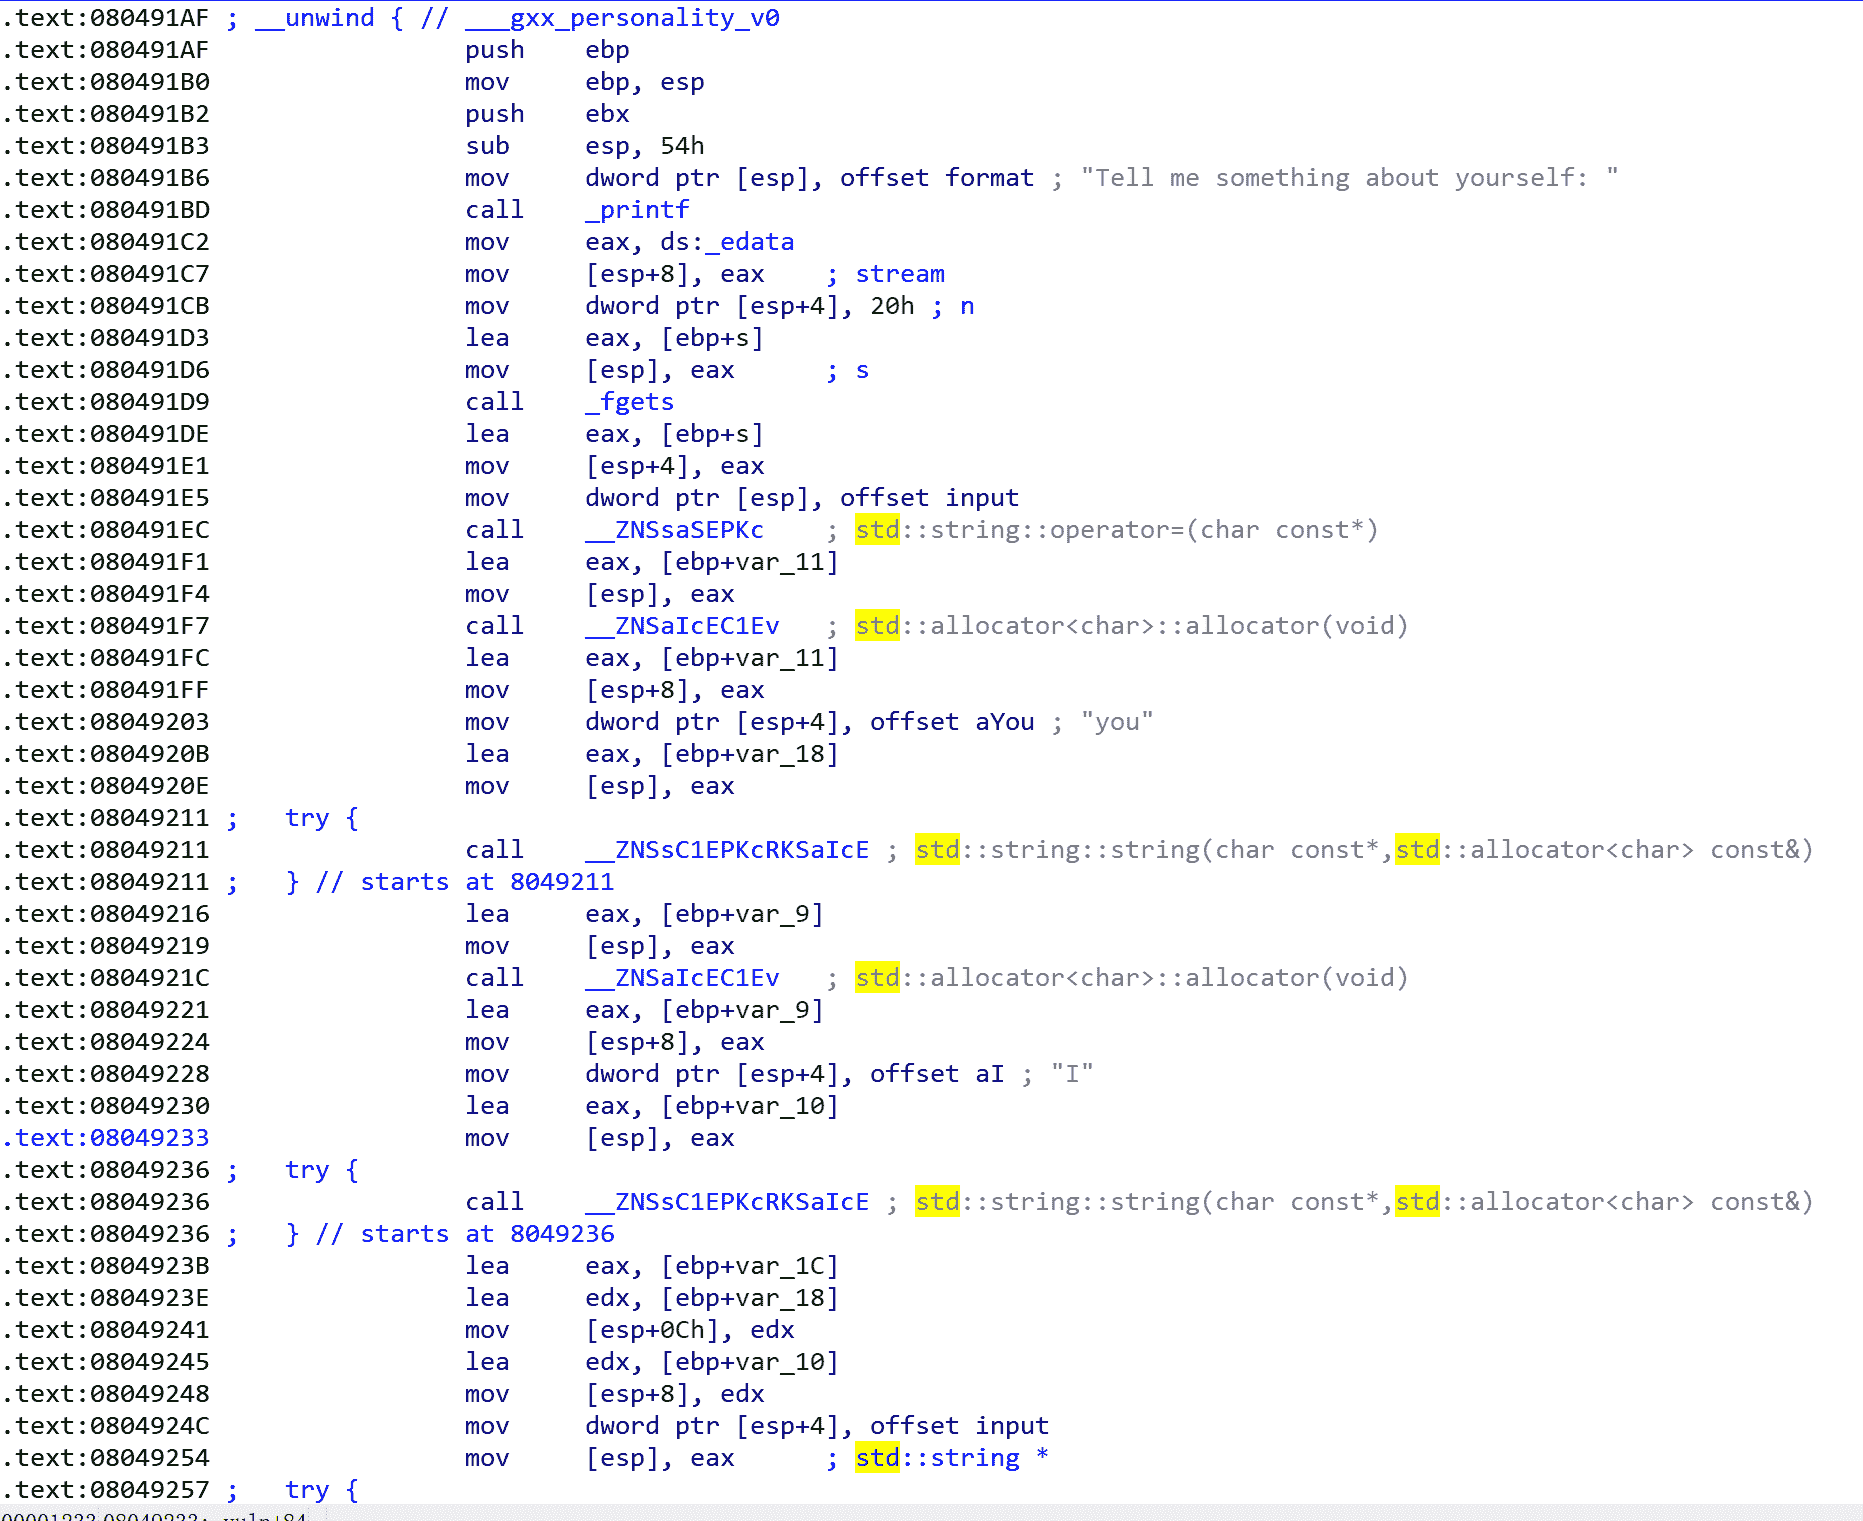 .text:080491AF ; __unwind { // ___gxx_personality_v0
.text:080491AF push ebp
.text:080491B0 mov ebp, esp
.text:080491B2 push ebx
.text:080491B3 sub esp, 54h
.text:080491B6 mov dword ptr [esp], offset format ; "Tell me something about yourself: "
.text:080491BD call _printf
.text:080491C2 mov eax, ds:_edata
.text:080491C7 mov [esp+8], eax ; stream
.text:080491CB mov dword ptr [esp+4], 20h ; n
.text:080491D3 lea eax, [ebp+s]
.text:080491D6 mov [esp], eax ; s
.text:080491D9 call _fgets
.text:080491DE lea eax, [ebp+s]
.text:080491E1 mov [esp+4], eax
.text:080491E5 mov dword ptr [esp], offset input
.text:080491EC call __ZNSsaSEPKc ; std::string::operator=(char const*)
.text:080491F1 lea eax, [ebp+var_11]
.text:080491F4 mov [esp], eax
.text:080491F7 call __ZNSaIcEC1Ev ; std::allocator<char>::allocator(void)
.text:080491FC lea eax, [ebp+var_11]
.text:080491FF mov [esp+8], eax
.text:08049203 mov dword ptr [esp+4], offset aYou ; "you"
.text:0804920B lea eax, [ebp+var_18]
.text:0804920E mov [esp], eax
.text:08049211 ; try {
.text:08049211 call __ZNSsC1EPKcRKSaIcE ; std::string::string(char const*,std::allocator<char> const&)
.text:08049211 ; } // starts at 8049211
.text:08049216 lea eax, [ebp+var_9]
.text:08049219 mov [esp], eax
.text:0804921C call __ZNSaIcEC1Ev ; std::allocator<char>::allocator(void)
.text:08049221 lea eax, [ebp+var_9]
.text:08049224 mov [esp+8], eax
.text:08049228 mov dword ptr [esp+4], offset aI ; "I"
.text:08049230 lea eax, [ebp+var_10]
.text:08049233 mov [esp], eax
.text:08049236 ; try {
.text:08049236 call __ZNSsC1EPKcRKSaIcE ; std::string::string(char const*,std::allocator<char> const&)
.text:08049236 ; } // starts at 8049236
.text:0804923B lea eax, [ebp+var_1C]
.text:0804923E lea edx, [ebp+var_18]
.text:08049241 mov [esp+0Ch], edx
.text:08049245 lea edx, [ebp+var_10]
.text:08049248 mov [esp+8], edx
.text:0804924C mov dword ptr [esp+4], offset input
.text:08049254 mov [esp], eax ; std::string *
.text:08049257 ; try {